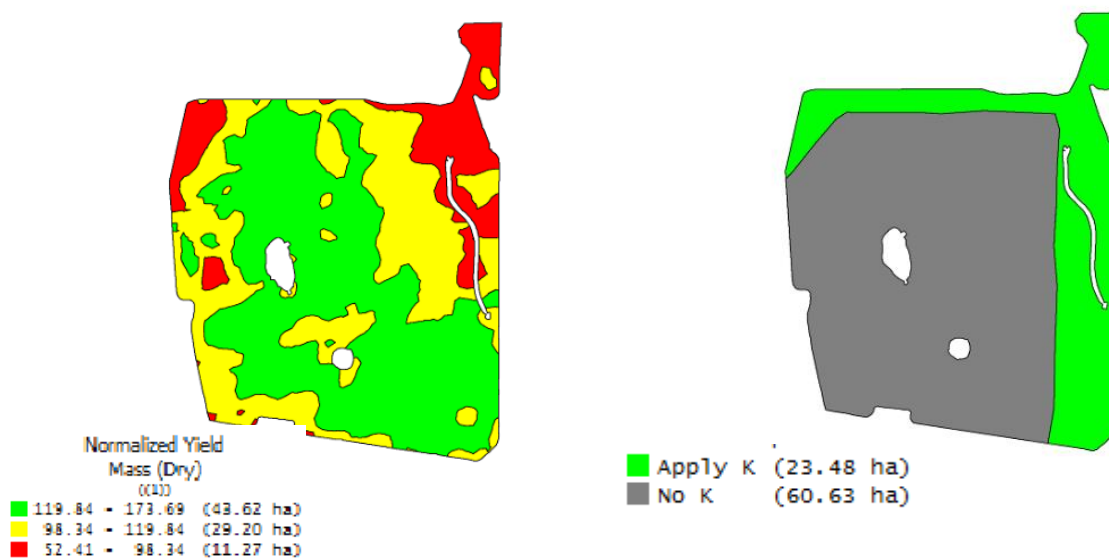 Normalized Yield
Mass (Dry)
((1))
119.84 - 173.69 (43.62 ha)
98.34 - 119.84 (29.20 ha)
52.41 - 98.34 (11.27 ha)
Apply K (23.48 ha)
No K (60.63 ha)